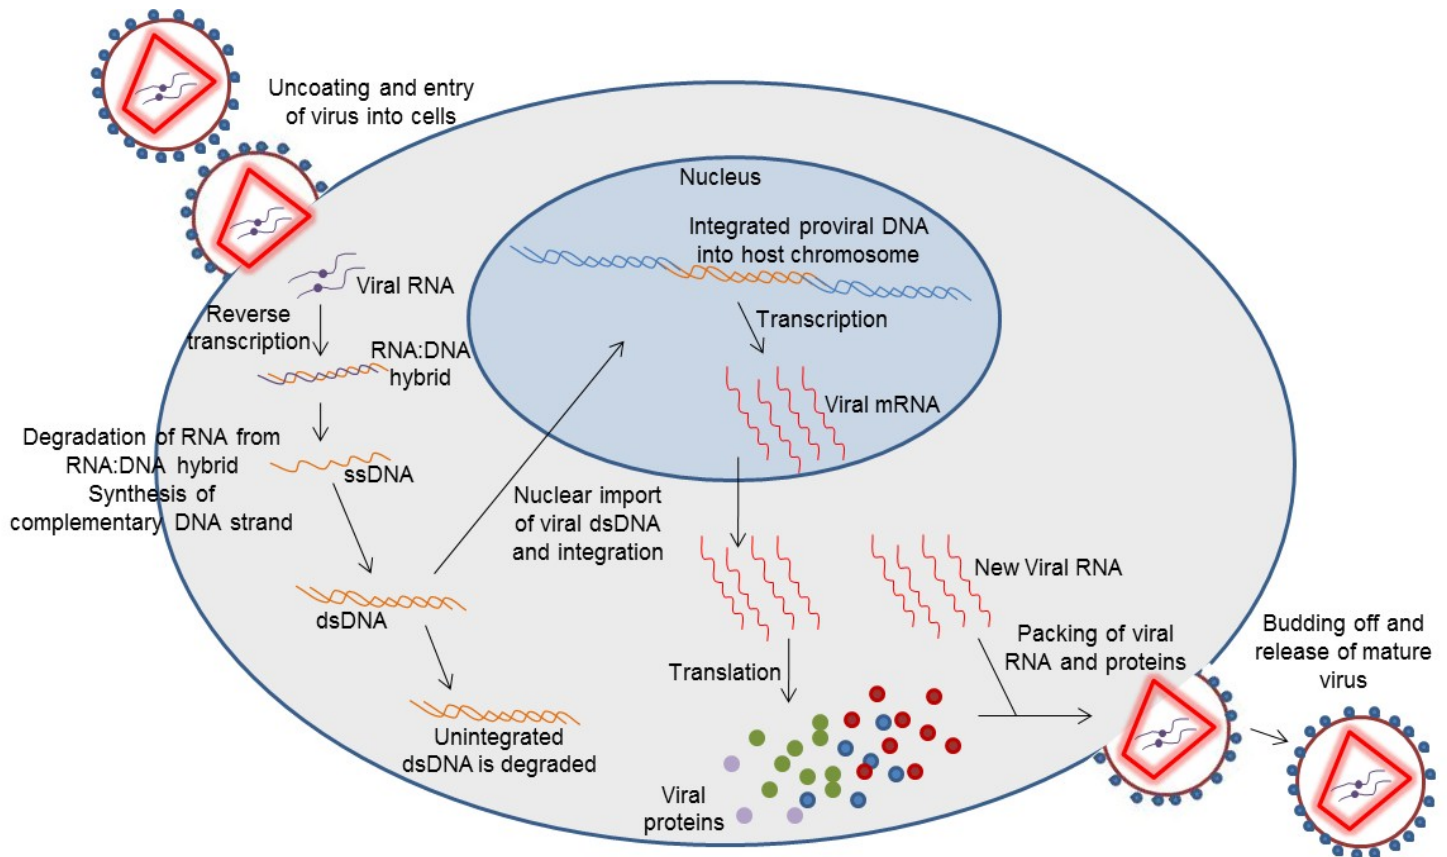 Uncoating and entry
of virus into cells
Nucleus
Integrated proviral DNA
into host chromosome
Viral RNA
Reverse
transcription
Transcription
RNA:DNA
hybrid
Viral mRNA
Degradation of RNA from
RNA:DNA hybrid
Synthesis of
complementary DNA strand
ssDNA
Nuclear import
of viral dsDNA
and integration
New Viral RNA
dsDNA
Packing of viral
RNA and proteins
Budding off and
release of mature
virus
Translation
Unintegrated
dsDNA is degraded
Viral
proteins